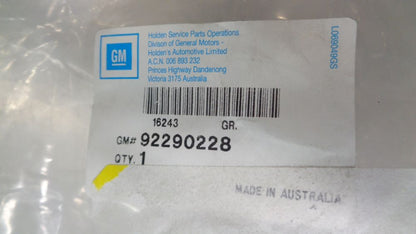 GM
Holden Service Parts Operations
Divison of General Motors -
Holden's Automotive Limited
A.C.N. 006 893 232
Princes Highway Dandenong
Victoria 3175 Australia
L009049GS
16243 GR.
GM# 92290228
QTY. 1
MADE IN AUSTRALIA